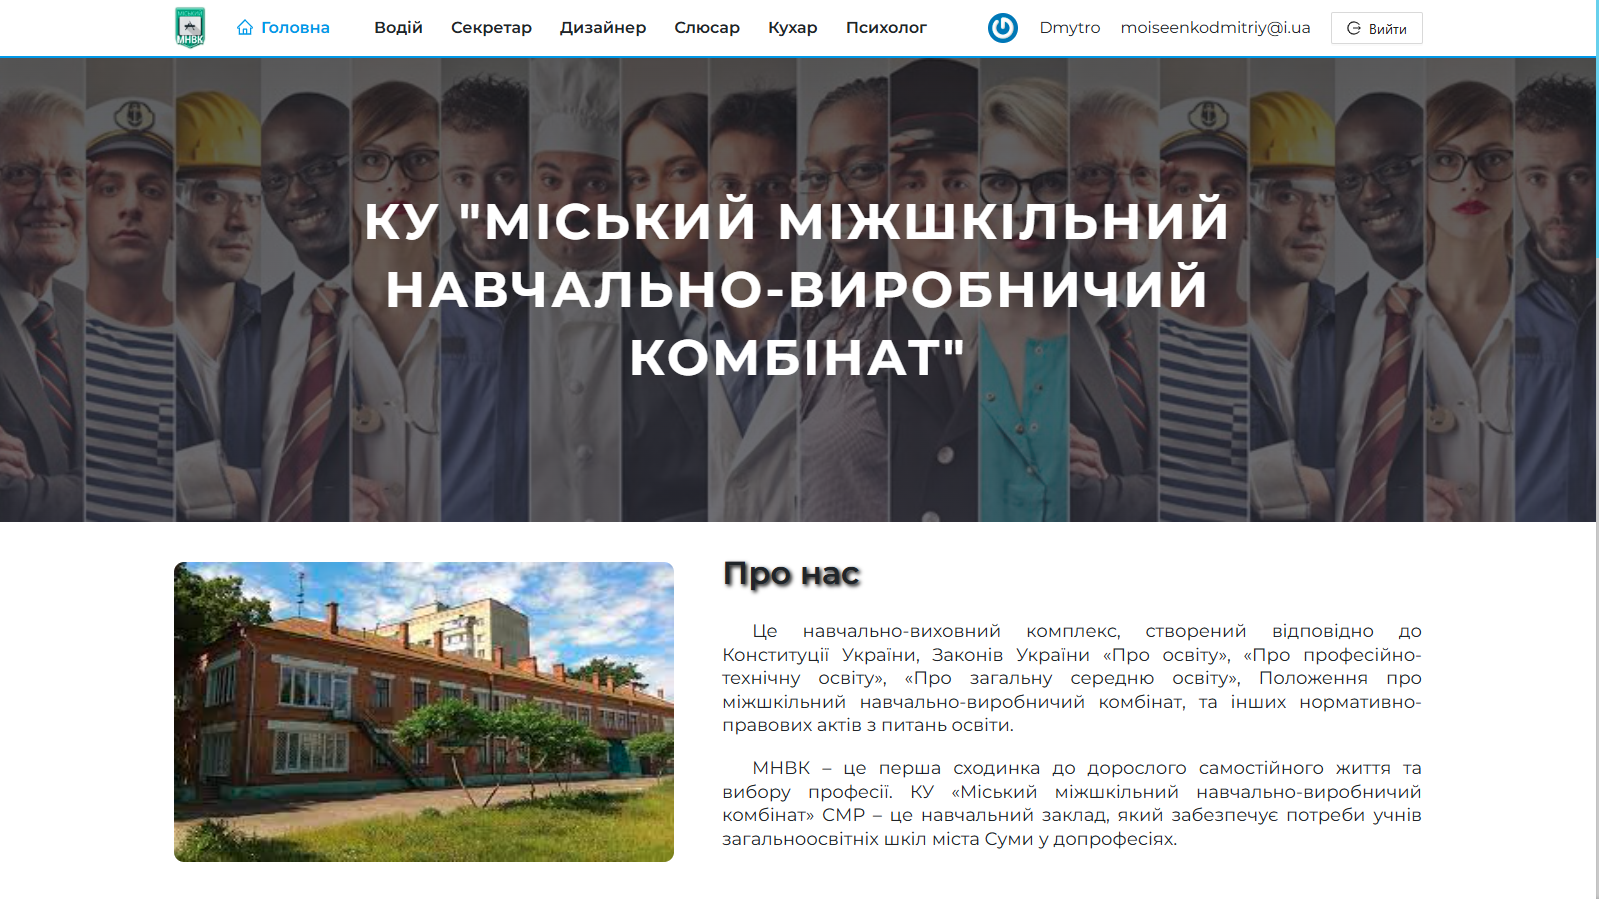 МІСЬКИЙ
МНВК
Головна
Водій
Секретар
Дизайнер
Слюсар
Кухар
Психолог
Dmytro
moiseenkodmitriy@i.ua
Вийти
КУ "МІСЬКИЙ МІЖШКІЛЬНИЙ
НАВЧАЛЬНО-ВИРОБНИЧИЙ
КОМБІНАТ"
Про нас
Це навчально-виховний комплекс, створений відповідно до
Конституції України, Законів України «Про освіту», «Про професійно-
технічну освіту», «Про загальну середню освіту», Положення про
міжшкільний навчально-виробничий комбінат, та інших нормативно-
правових актів з питань освіти.
МНВК – це перша сходинка до дорослого самостійного життя та
вибору професії. КУ «Міський міжшкільний навчально-виробничий
комбінат» СМР – це навчальний заклад, який забезпечує потреби учнів
загальноосвітніх шкіл міста Суми у допрофесіях.